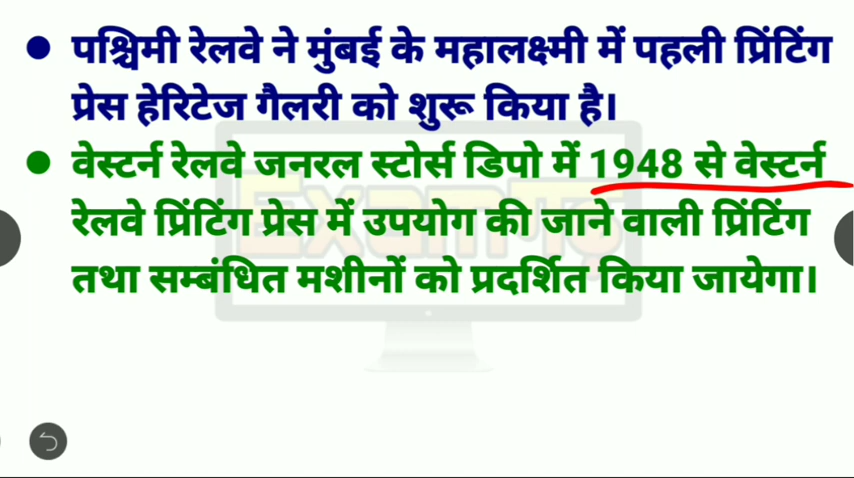 ● पश्चिमी रेलवे ने मुंबई के महालक्ष्मी में पहली प्रिंटिंग
प्रेस हेरिटेज गैलरी को शुरू किया है।
● वेस्टर्न रेलवे जनरल स्टोर्स डिपो में 1948 से वेस्टर्न
रेलवे प्रिंटिंग प्रेस में उपयोग की जाने वाली प्रिंटिंग
तथा सम्बंधित मशीनों को प्रदर्शित किया जायेगा।